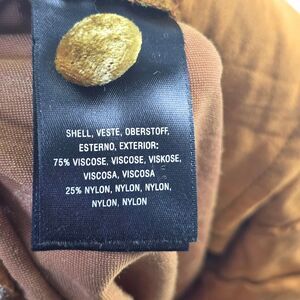 SHELL, VESTE, OBERSTOFF,
ESTERNO, EXTERIOR:
75% VISCOSE, VISCOSE, VISKOSE,
VISCOSA, VISCOSA
25% NYLON, NYLON, NYLON,
NYLON, NYLON